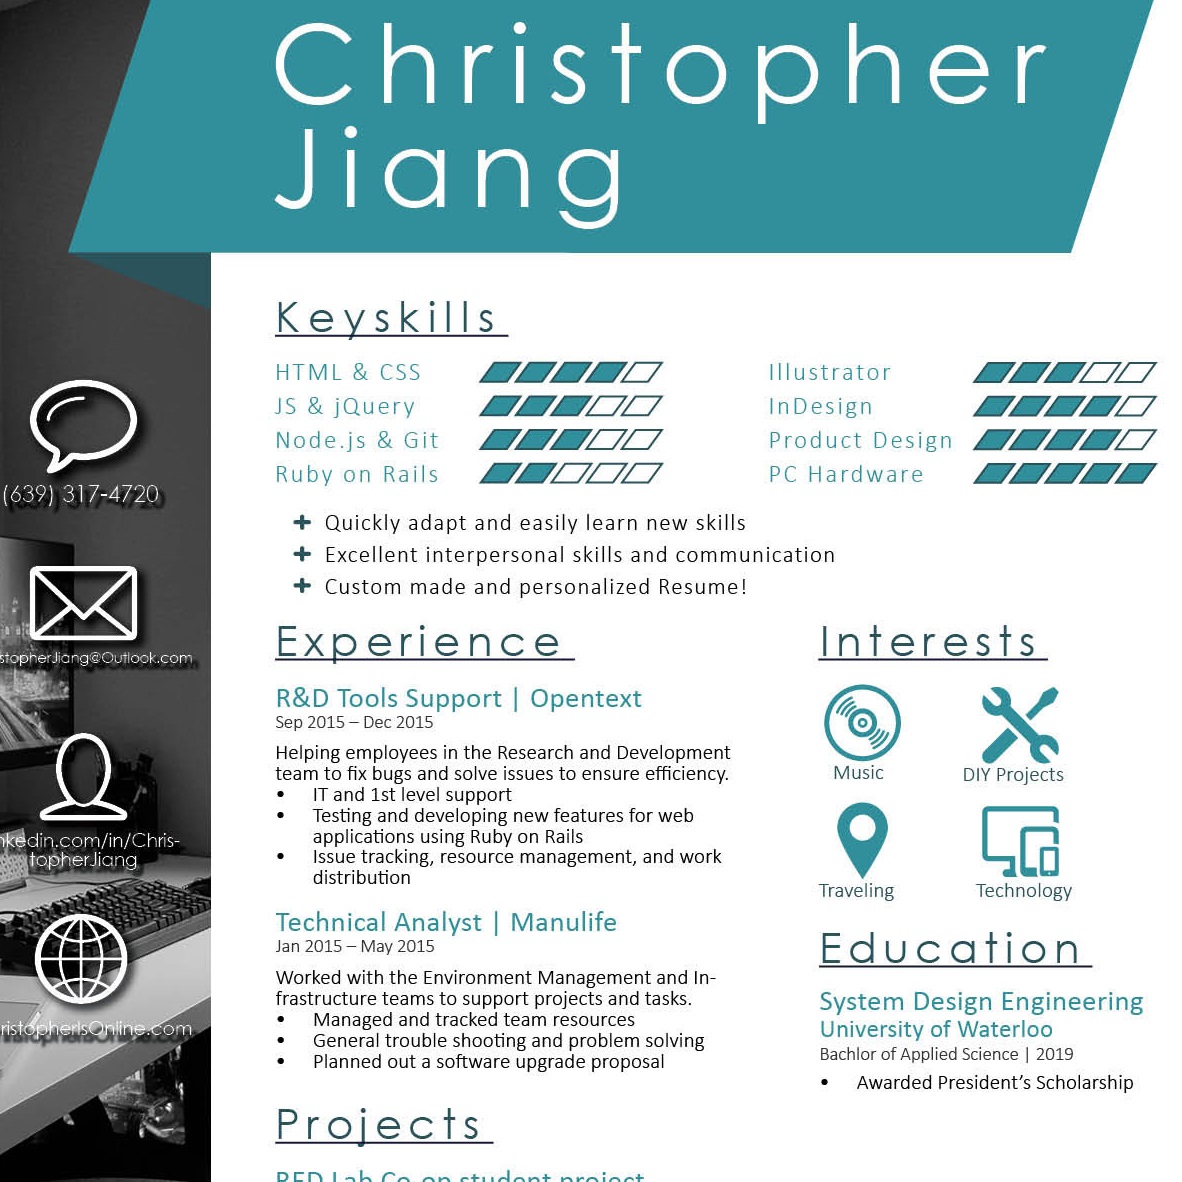 Christopher
Jiang
(639) 317-4720
stopherJiang@Outlook.com
nkedin.com/in/Chris-
topherJiang
ristopherIsOnline.com
Keyskills
HTML & CSS
JS & jQuery
Node.js & Git
Ruby on Rails
Illustrator
InDesign
Product Design
PC Hardware
Quickly adapt and easily learn new skills
Excellent interpersonal skills and communication
Custom made and personalized Resume!
Experience
R&D Tools Support | Opentext
Sep 2015 – Dec 2015
Helping employees in the Research and Development
team to fix bugs and solve issues to ensure efficiency.
• IT and 1st level support
• Testing and developing new features for web
applications using Ruby on Rails
• Issue tracking, resource management, and work
distribution
Technical Analyst | Manulife
Jan 2015 – May 2015
Worked with the Environment Management and In-
frastructure teams to support projects and tasks.
• Managed and tracked team resources
• General trouble shooting and problem solving
• Planned out a software upgrade proposal
Projects
RED Lab Co-op student project
Interests
Music
DIY Projects
Traveling
Technology
Education
System Design Engineering
University of Waterloo
Bachlor of Applied Science | 2019
• Awarded President's Scholarship